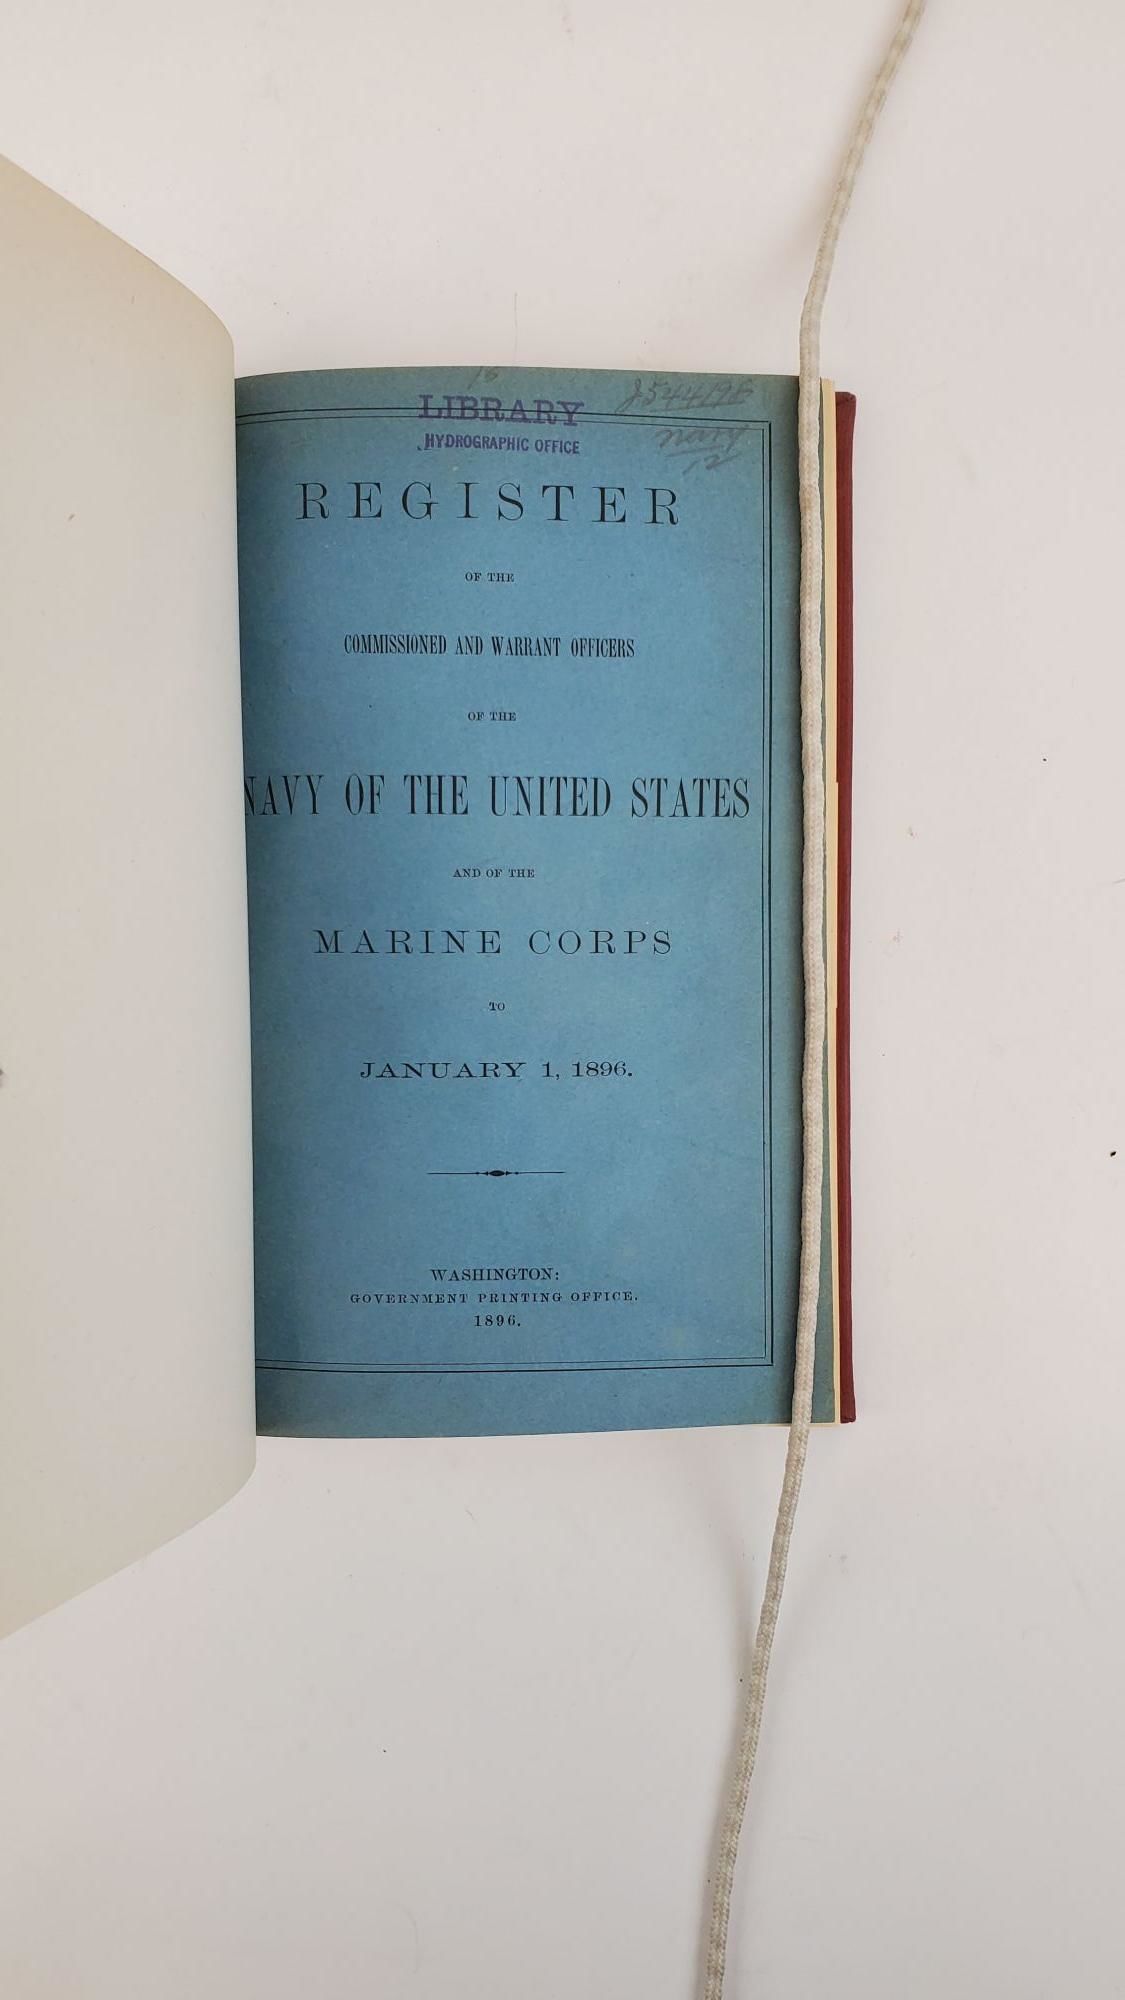 LIBRARY
HYDROGRAPHIC OFFICE
REGISTER
OF THE
COMMISSIONED AND WARRANT OFFICERS
OF THE
NAVY OF THE UNITED STATES
AND OF THE
MARINE CORPS
TO
JANUARY 1, 1896.
WASHINGTON:
GOVERNMENT PRINTING OFFICE.
1896.